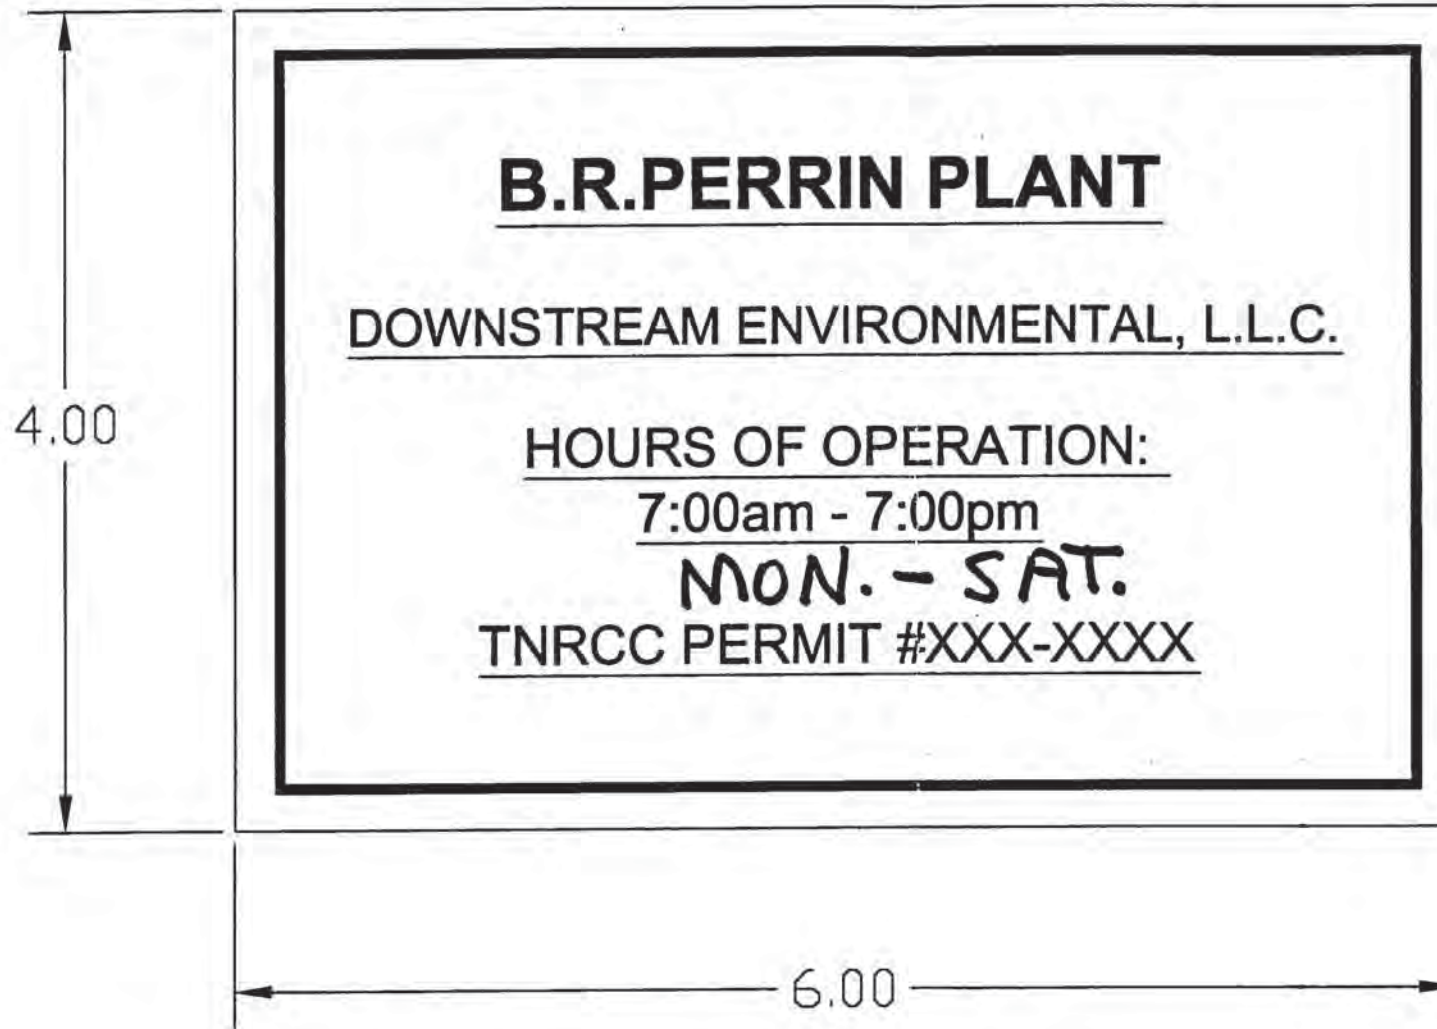 B.R.PERRIN PLANT
DOWNSTREAM ENVIRONMENTAL, L.L.C.
4.00
HOURS OF OPERATION:
7:00am - 7:00pm
MON. - SAT.
TNRCC PERMIT #XXX-XXXX
6.00